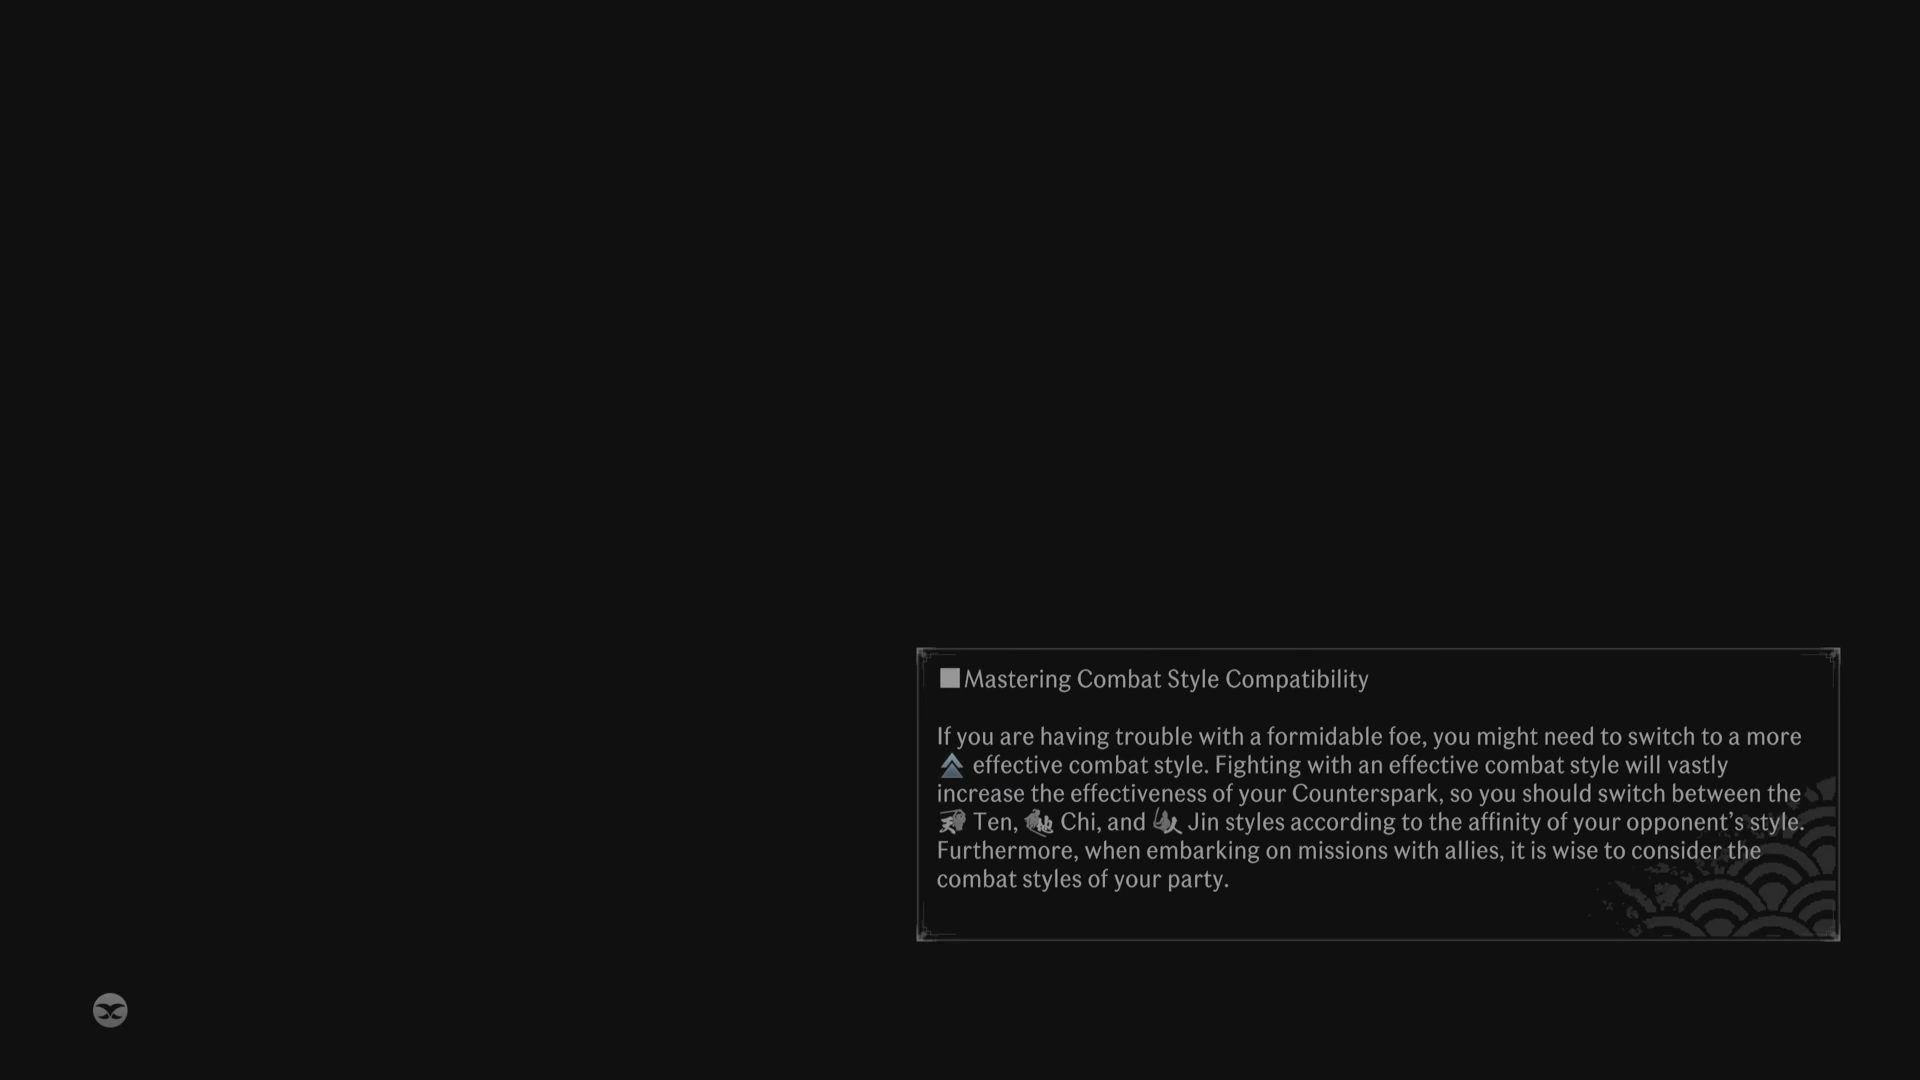 ■Mastering Combat Style Compatibility
If you are having trouble with a formidable foe, you might need to switch to a more
effective combat style. Fighting with an effective combat style will vastly
increase the effectiveness of your Counterspark, so you should switch between the
天 Ten, 地 Chi, and 人 Jin styles according to the affinity of your opponent's style.
Furthermore, when embarking on missions with allies, it is wise to consider the
combat styles of your party.